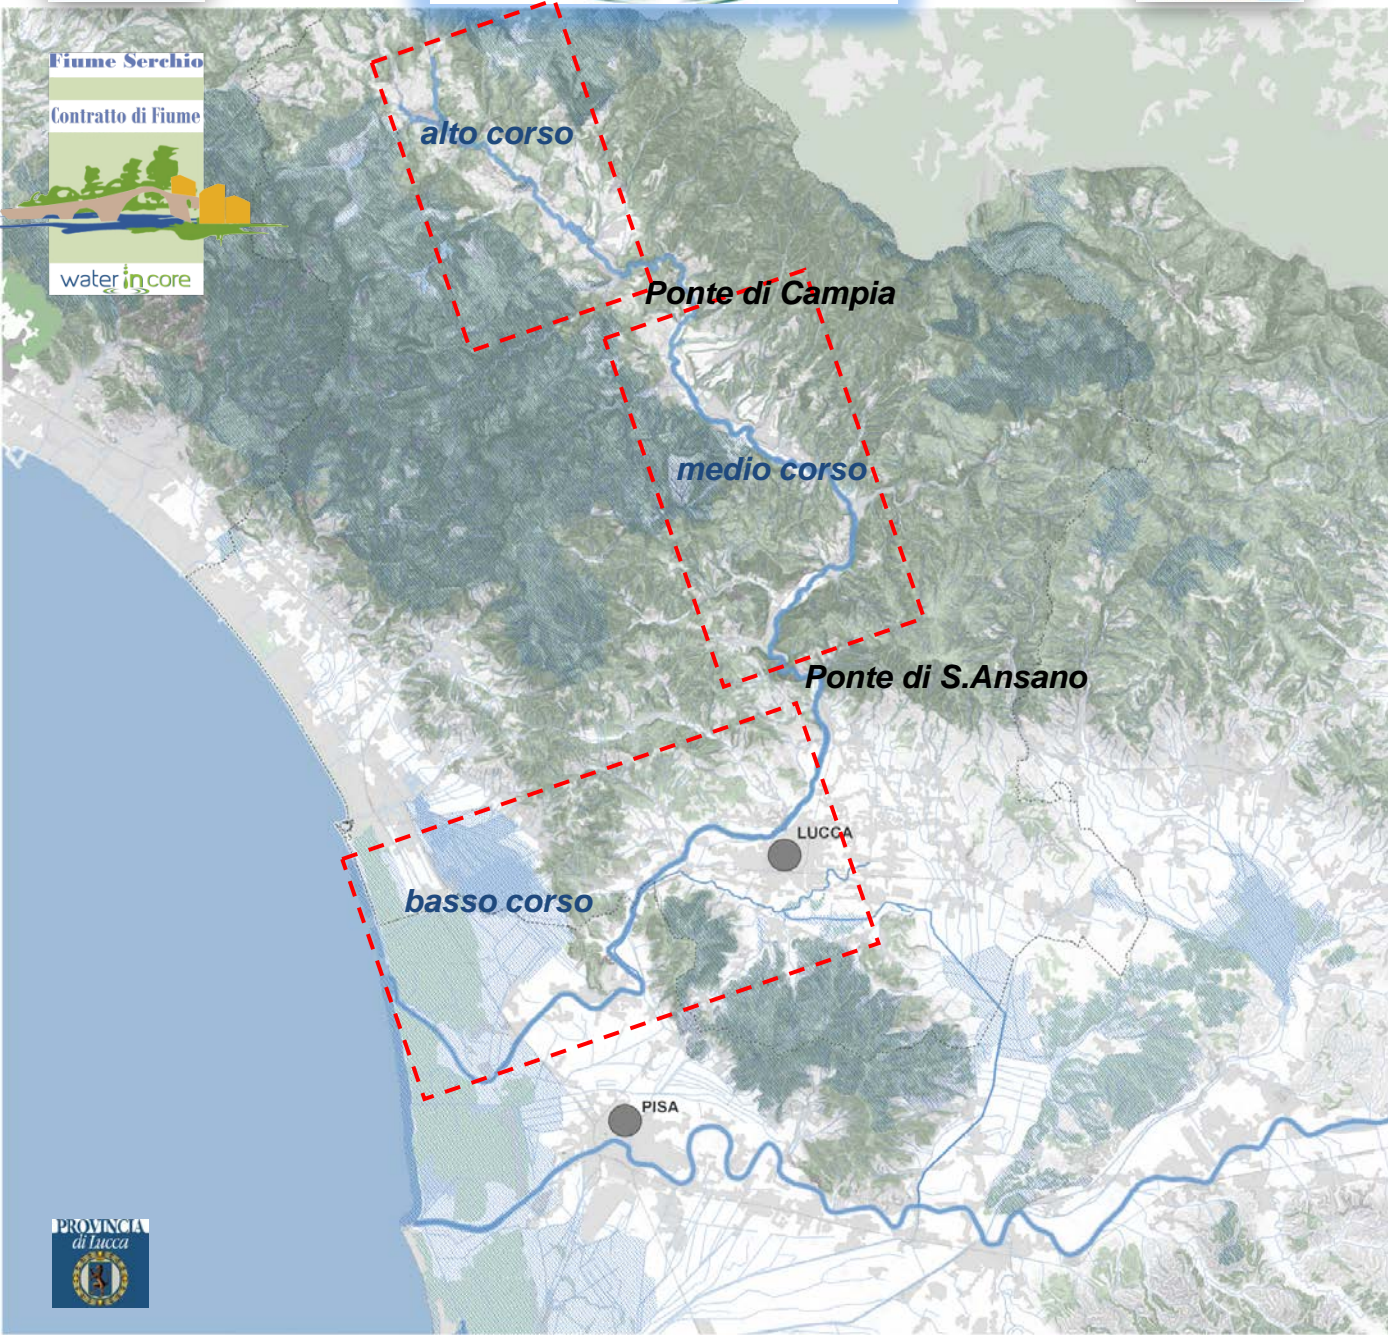 Fiume Serchio
Contratto di Fiume
water in core
alto corso
Ponte di Campia
medio corso
Ponte di S.Ansano
LUCCA
basso corso
PISA
PROVINCIA
di Lucca